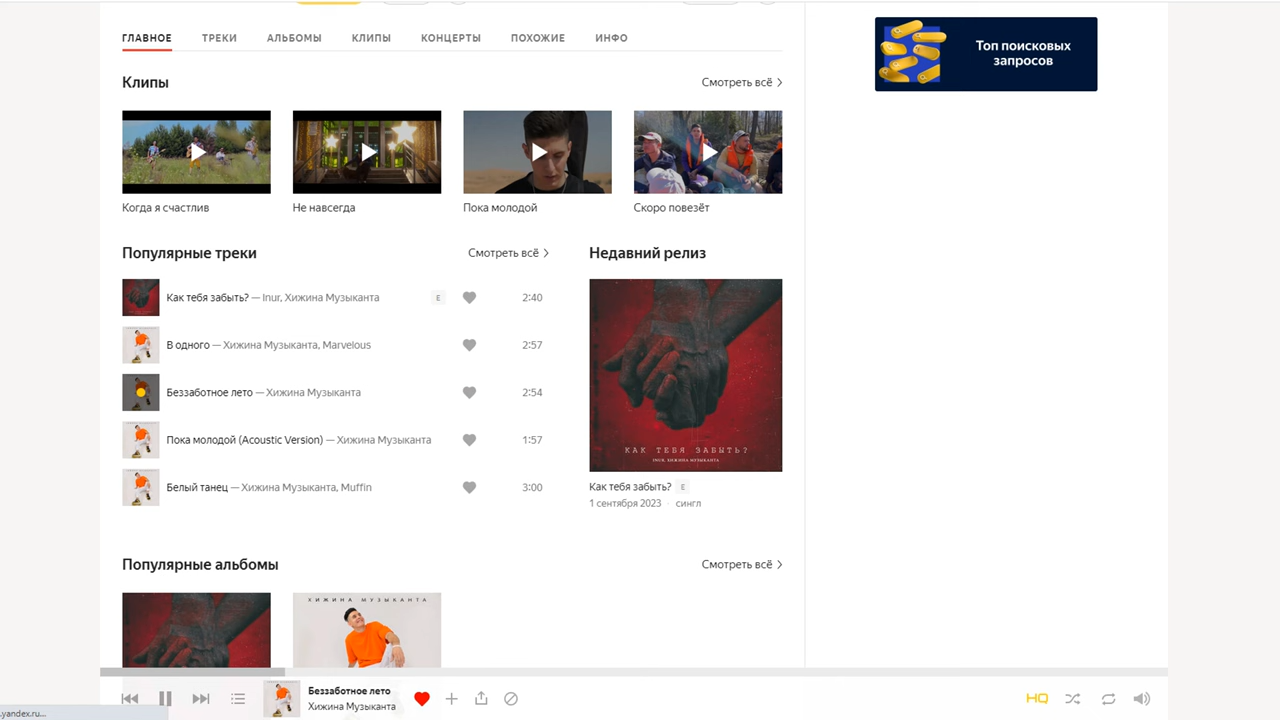 ГЛАВНОЕ ТРЕКИ АЛЬБОМЫ КЛИПЫ КОНЦЕРТЫ ПОХОЖИЕ ИНФО
Топ поисковых
запросов
Клипы
Смотреть всё
Когда я счастлив
Не навсегда
Пока молодой
Скоро повезёт
Популярные треки
Смотреть всё
Как тебя забыть? — Inur, Хижина Музыканта E 2:40
В одного — Хижина Музыканта, Marvelous 2:57
Беззаботное лето — Хижина Музыканта 2:54
Пока молодой (Acoustic Version) — Хижина Музыканта 1:57
Белый танец — Хижина Музыканта, Muffin 3:00
Недавний релиз
КАК ТЕБЯ ЗАБЫТЬ?
INUR, ХИЖИНА МУЗЫКАНТА
Как тебя забыть? E
1 сентября 2023 · сингл
Популярные альбомы
Смотреть всё
ХИЖИНА МУЗЫКАНТА
Беззаботное лето
Хижина Музыканта
HQ
.yandex.ru...